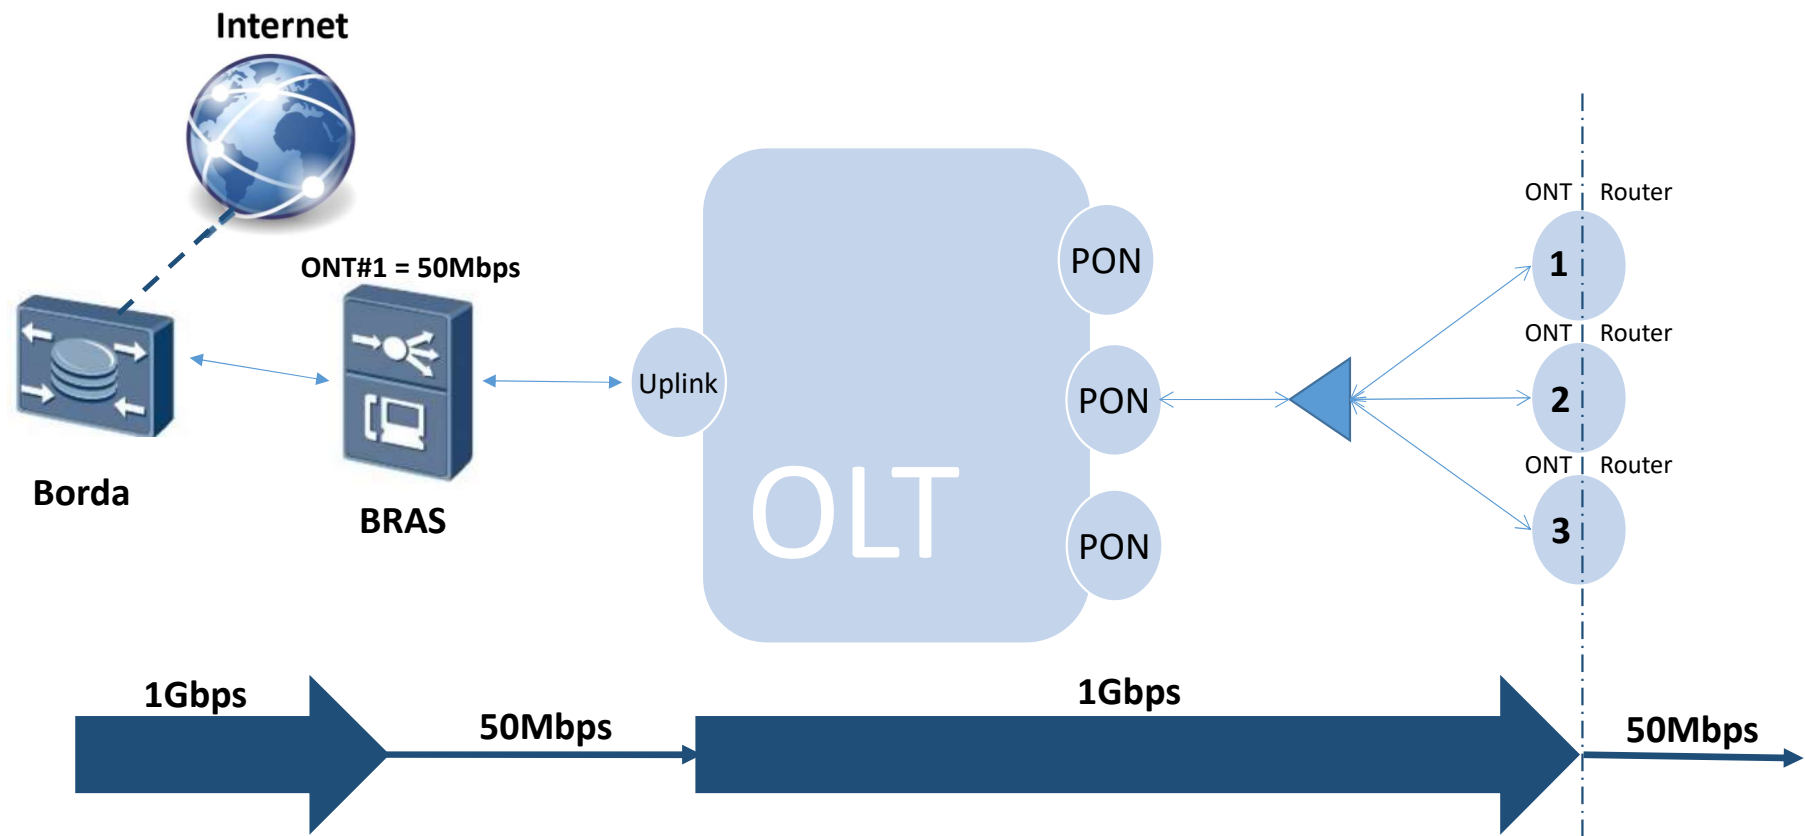 Internet
ONT#1 = 50Mbps
Borda
BRAS
Uplink
OLT
PON
PON
PON
ONT Router
1
ONT Router
2
ONT Router
3
1Gbps
50Mbps
1Gbps
50Mbps